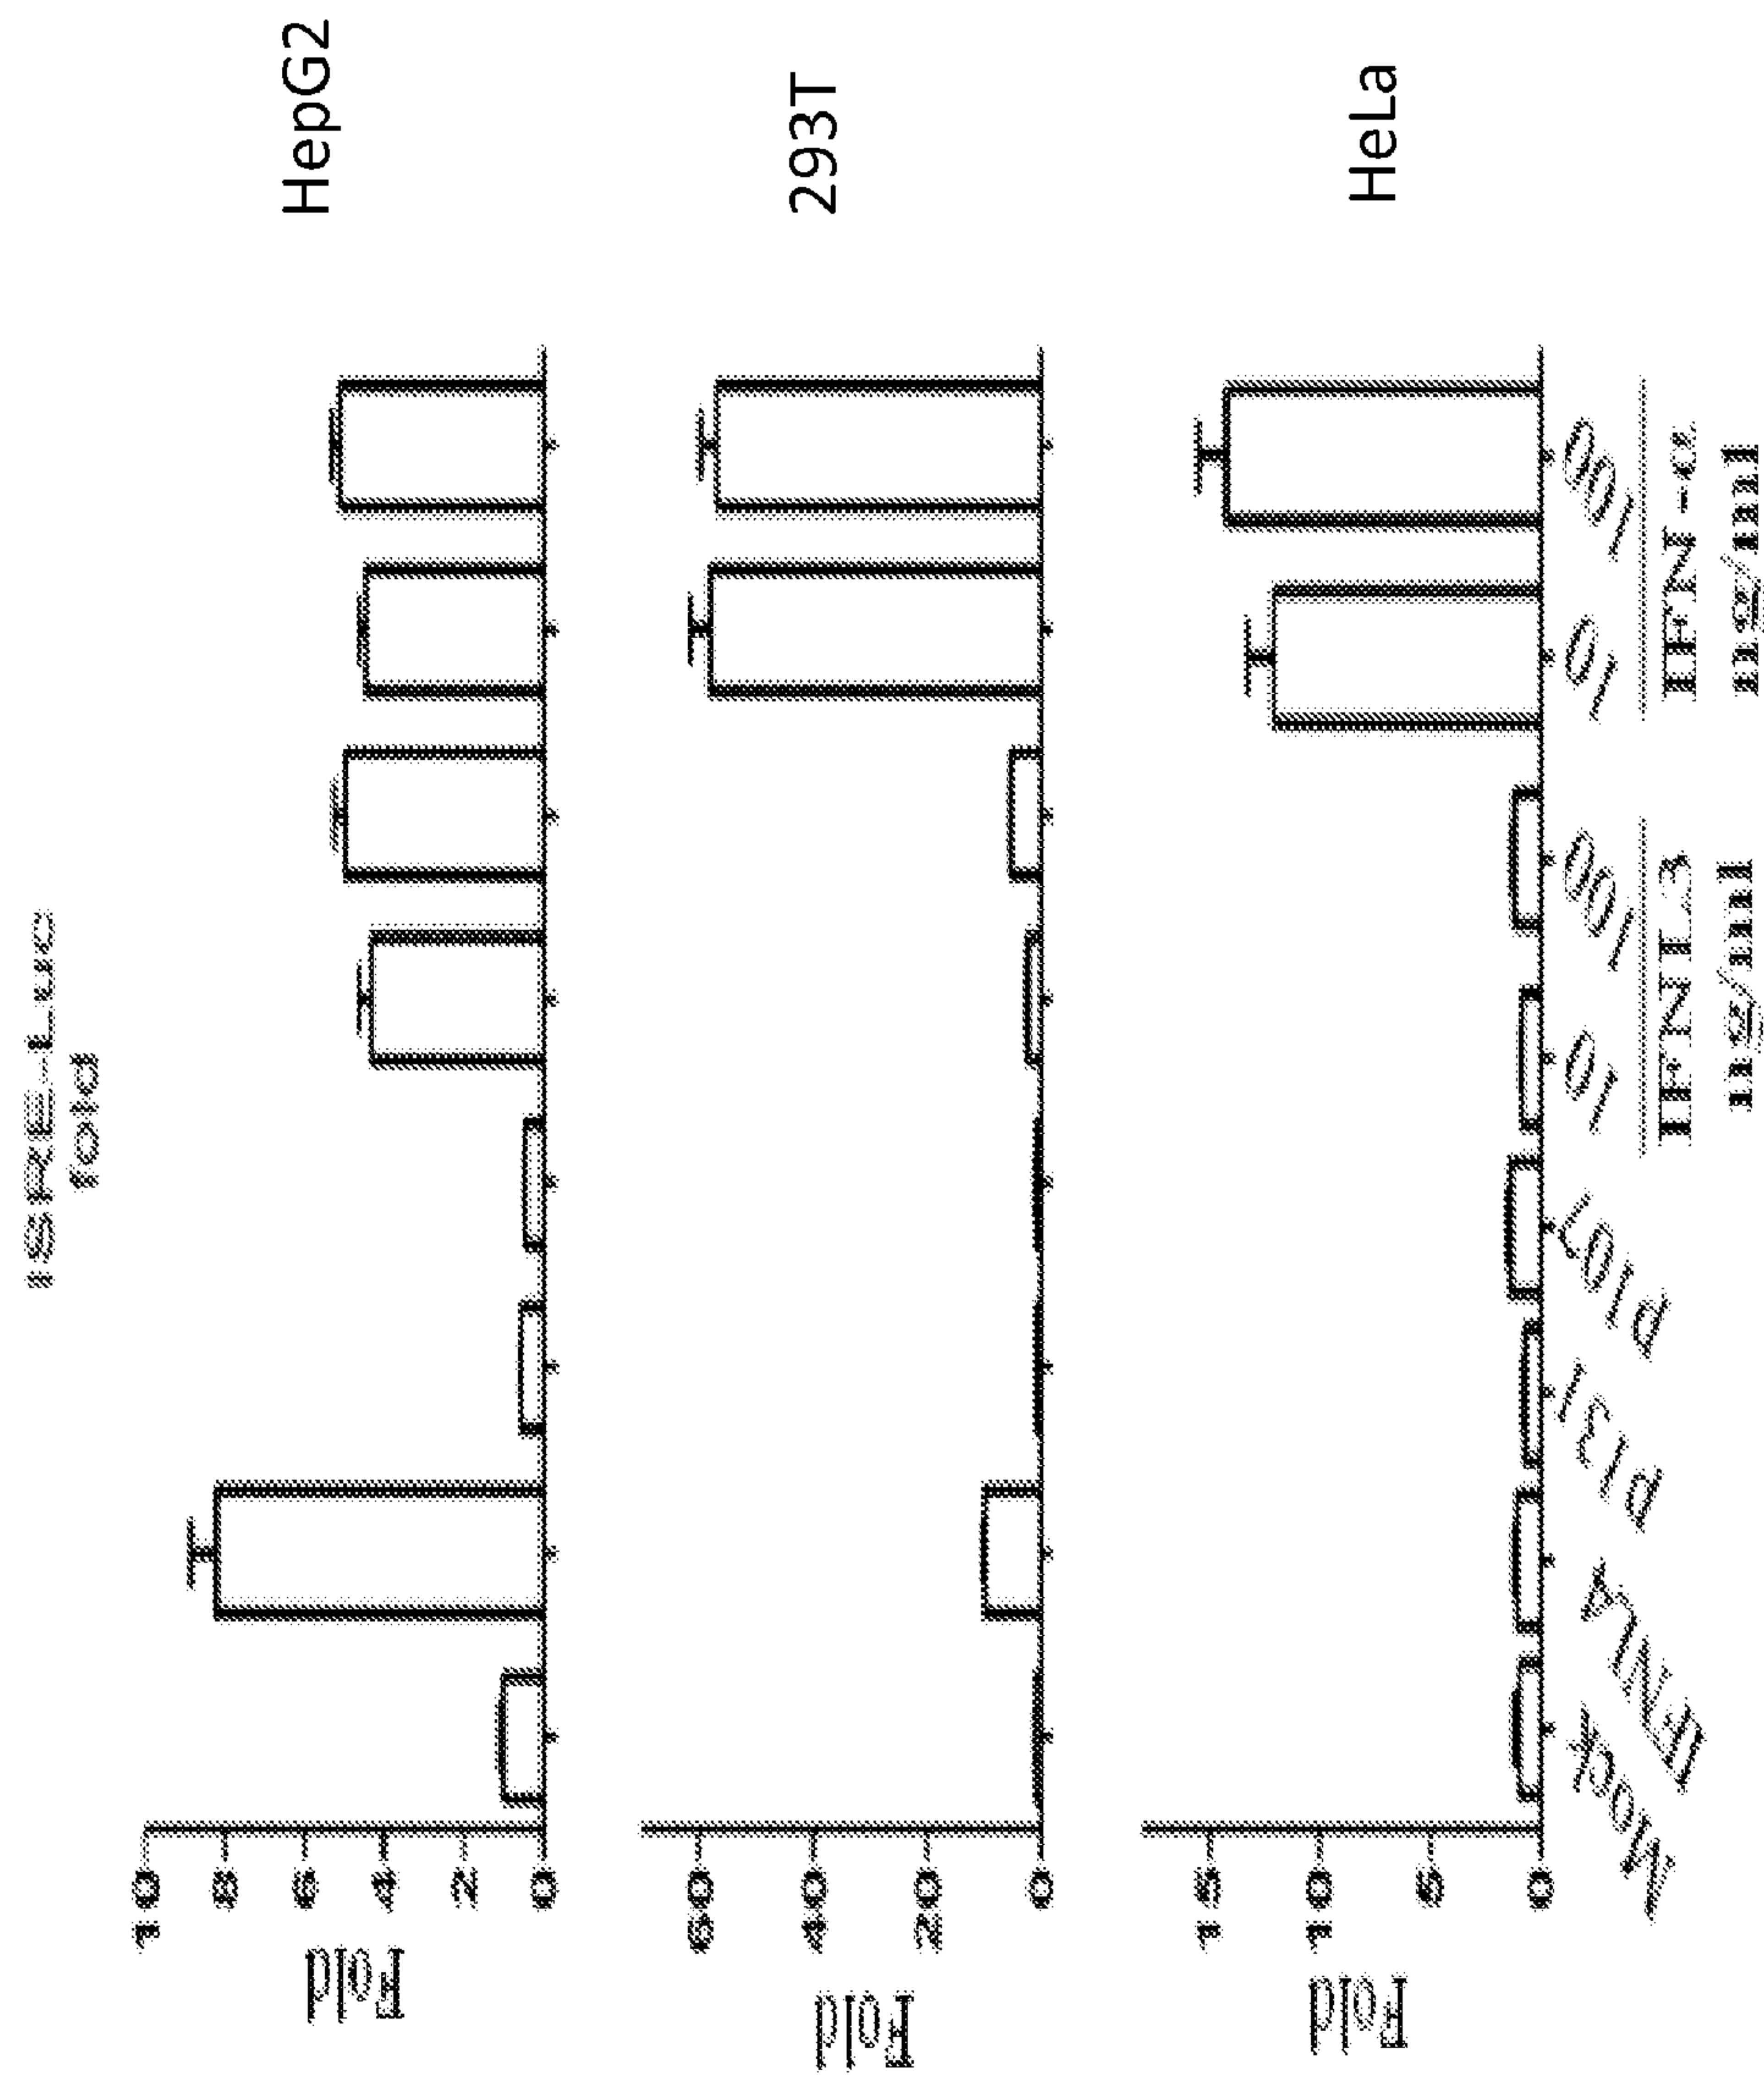 ISRE-Luc
fold
HepG2
Fold
10
8
6
4
2
0
293T
Fold
60
40
20
0
HeLa
Fold
15
10
5
0
Mock
IFNL4
P131
P107
10
100
10
100
IFNL3
IFN-α
ng/ml
ng/ml